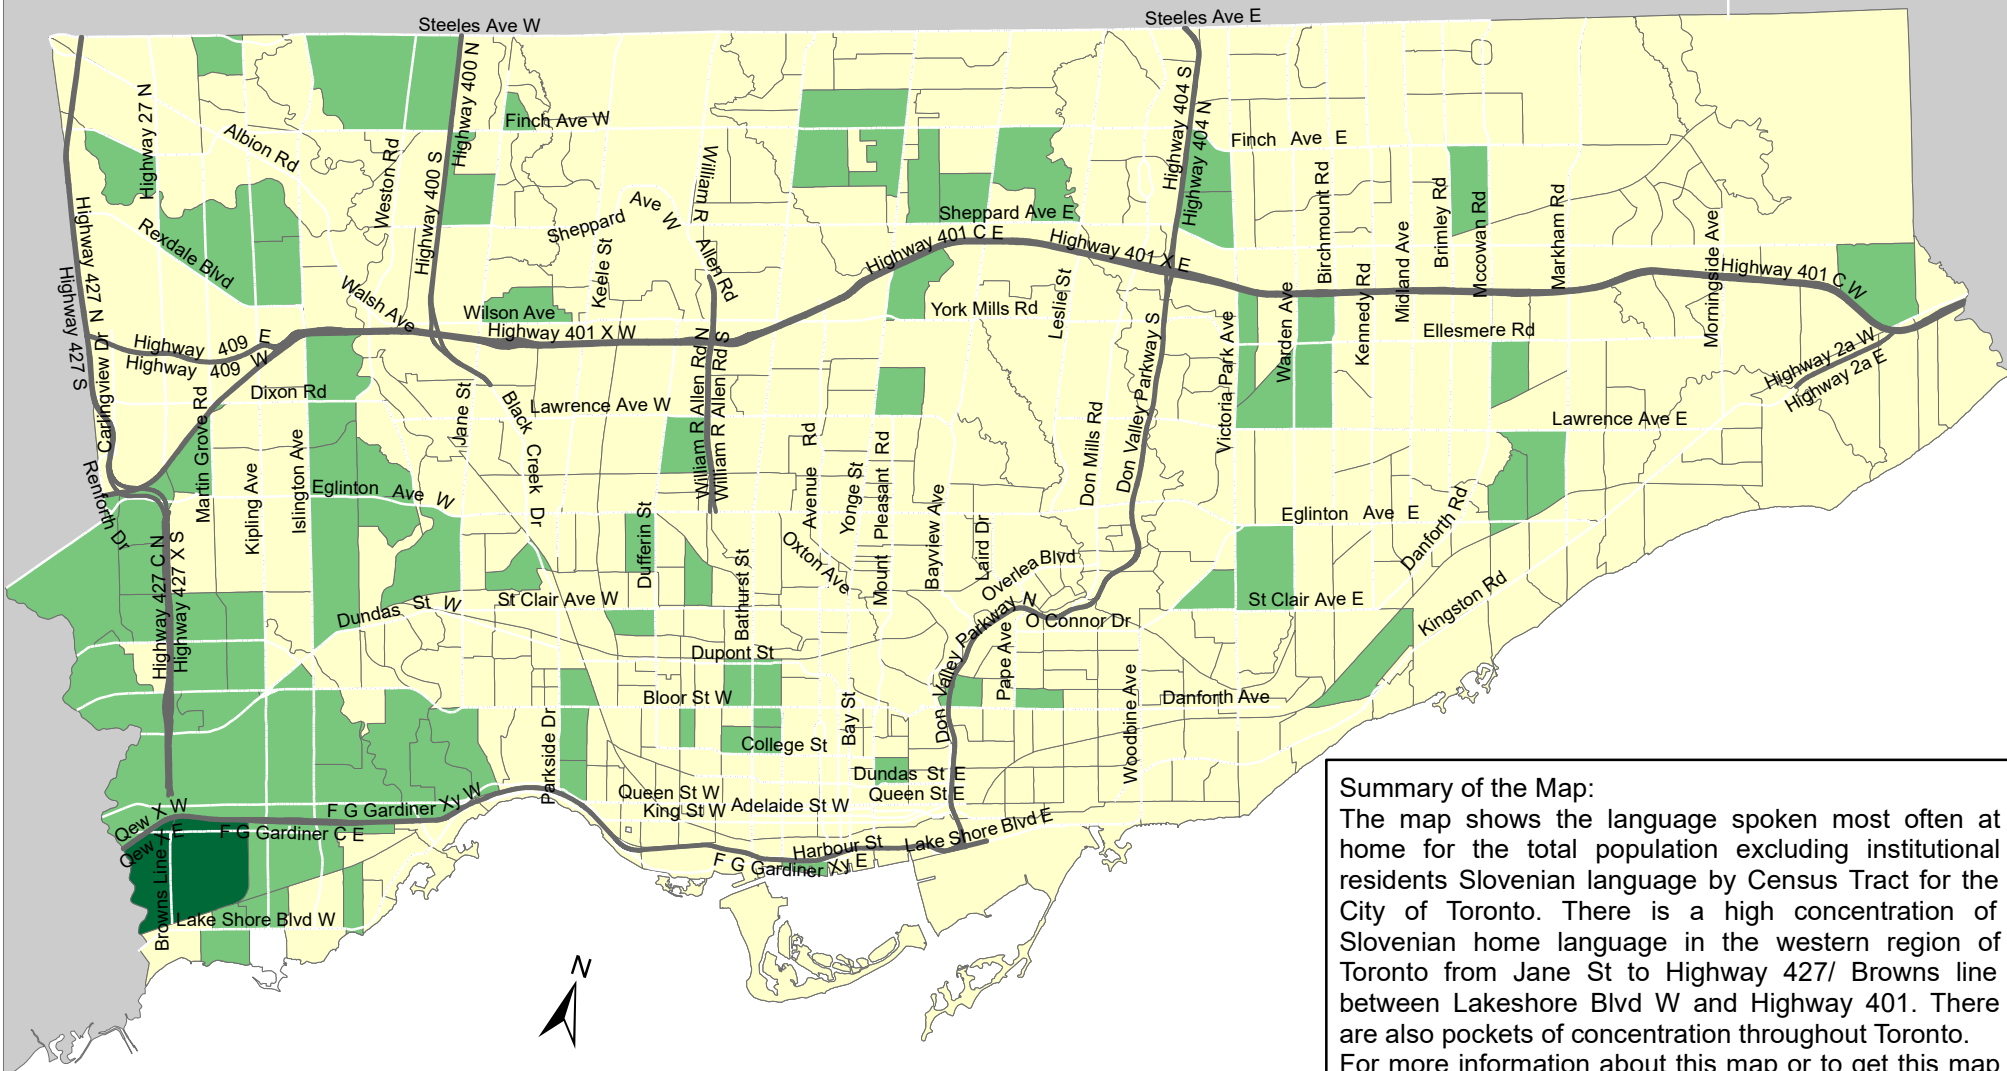 Steeles Ave W
Steeles Ave E
Highway 27 N
Albion Rd
Weston Rd
Highway 400 N
Highway 400 S
Finch Ave W
William R Allen Rd
Highway 404 S
Highway 404 N
Finch Ave E
Birchmount Rd
Brimley Rd
Mccowan Rd
Markham Rd
Midland Ave
Morningside Ave
Highway 427 N
Highway 427 S
Rexdale Blvd
Sheppard Ave W
Keele St
Sheppard Ave E
Highway 401 C E
Highway 401 X E
Highway 401 C W
Walsh Ave
Wilson Ave
Highway 401 X W
York Mills Rd
Leslie St
Ellesmere Rd
Warden Ave
Kennedy Rd
Victoria Park Ave
Highway 2a W
Highway 2a E
Highway 409 E
Highway 409 W
Carlingview Dr
Dixon Rd
Martin Grove Rd
Jane St
Black Creek Dr
Lawrence Ave W
William R Allen Rd N
William R Allen Rd S
Don Valley Parkway S
Don Mills Rd
Lawrence Ave E
Renforth Dr
Kipling Ave
Islington Ave
Eglinton Ave W
Dufferin St
Avenue Rd
Yonge St
Mount Pleasant Rd
Bayview Ave
Laird Dr
Oxton Ave
Overlea Blvd
Eglinton Ave E
Danforth Rd
Highway 427 C N
Highway 427 X S
Dundas St W
St Clair Ave W
Bathurst St
Don Valley Parkway N
O Connor Dr
St Clair Ave E
Kingston Rd
Dupont St
Pape Ave
Bloor St W
Bay St
Danforth Ave
Woodbine Ave
Parkside Dr
College St
Dundas St E
Queen St W
Queen St E
King St W
Adelaide St W
Qew X W
Qew X E
F G Gardiner Xy W
F G Gardiner C E
Harbour St
Lake Shore Blvd E
F G Gardiner Xy E
Browns Line
Lake Shore Blvd W
N
Summary of the Map:
The map shows the language spoken most often at
home for the total population excluding institutional
residents Slovenian language by Census Tract for the
City of Toronto. There is a high concentration of
Slovenian home language in the western region of
Toronto from Jane St to Highway 427/ Browns line
between Lakeshore Blvd W and Highway 401. There
are also pockets of concentration throughout Toronto.
For more information about this map or to get this map